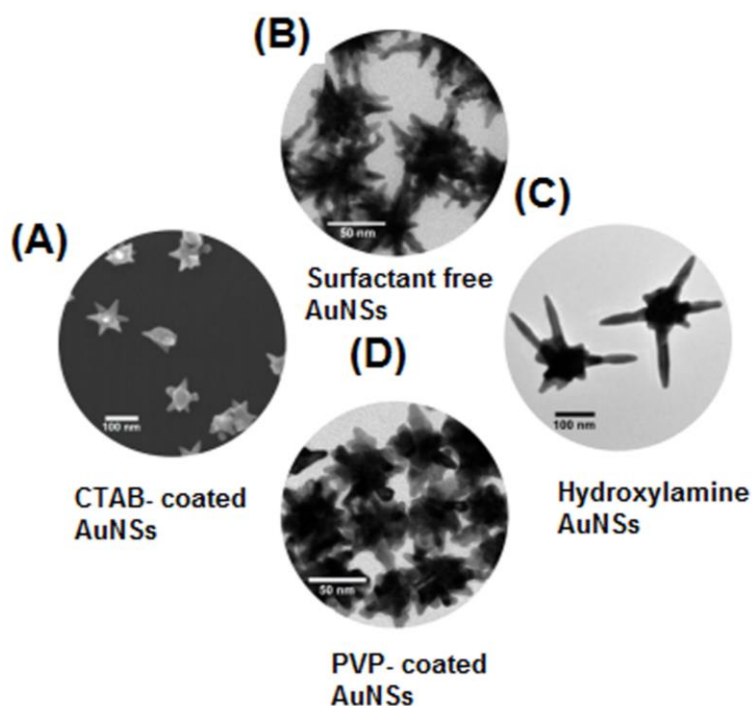 (B)
50 nm
Surfactant free
AuNSs
(A)
100 nm
CTAB- coated
AuNSs
(C)
100 nm
Hydroxylamine
AuNSs
(D)
50 nm
PVP- coated
AuNSs